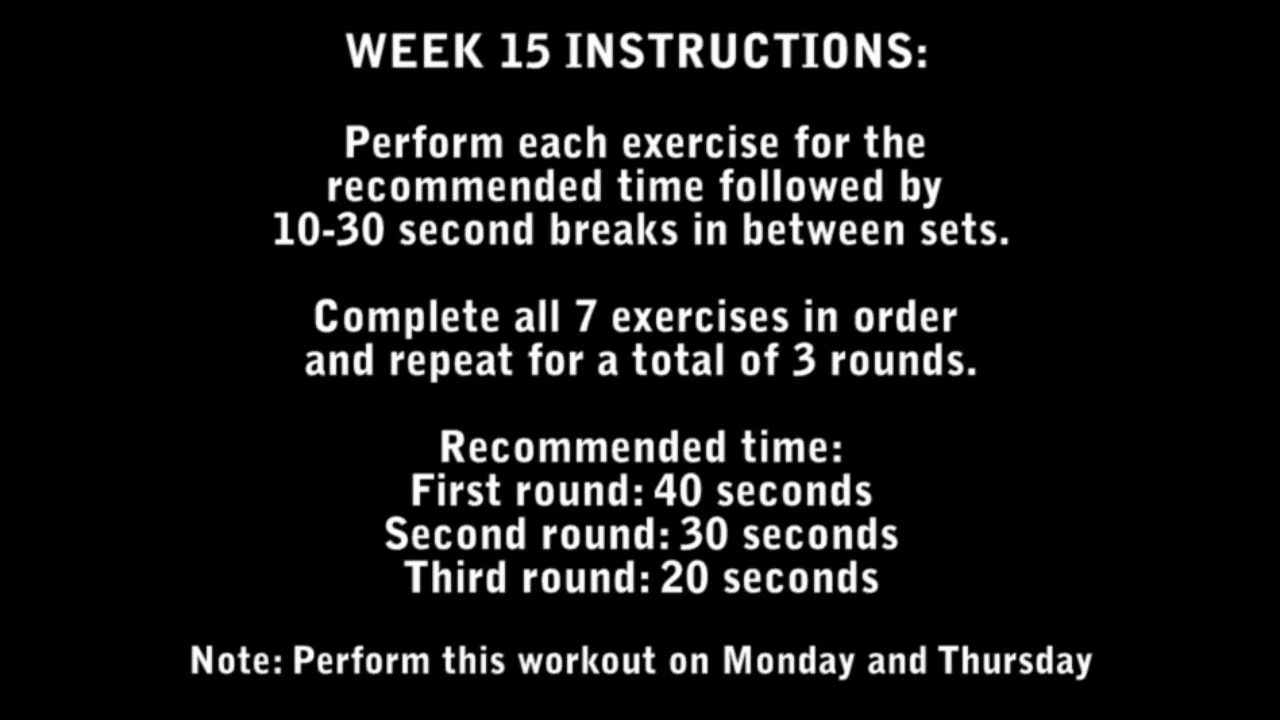 WEEK 15 INSTRUCTIONS:
Perform each exercise for the
recommended time followed by
10-30 second breaks in between sets.
Complete all 7 exercises in order
and repeat for a total of 3 rounds.
Recommended time:
First round: 40 seconds
Second round: 30 seconds
Third round: 20 seconds
Note: Perform this workout on Monday and Thursday